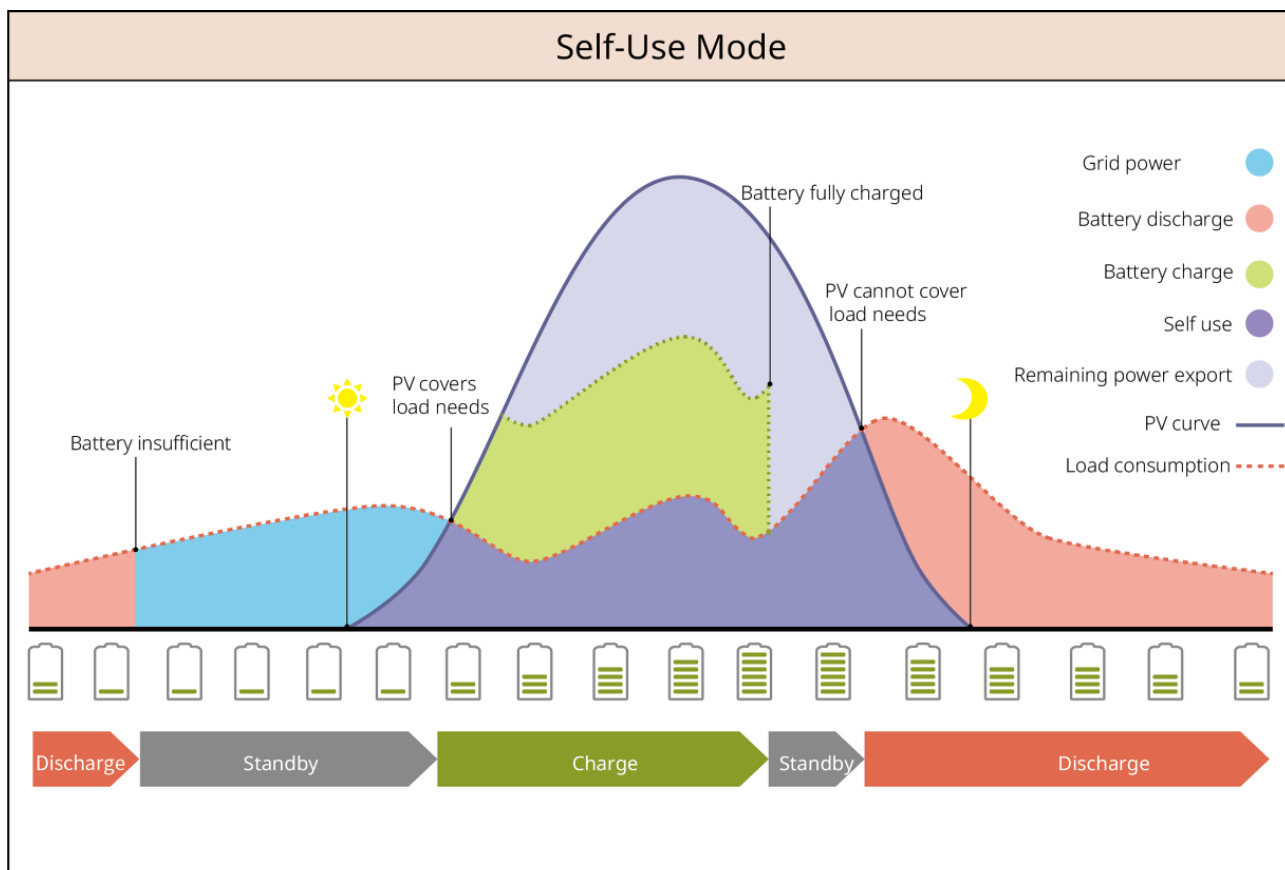 Self-Use Mode
Grid power
Battery fully charged
Battery discharge
Battery charge
PV cannot cover
load needs
Self use
Remaining power export
PV covers
load needs
PV curve
Battery insufficient
Load consumption
Discharge
Standby
Charge
Standby
Discharge